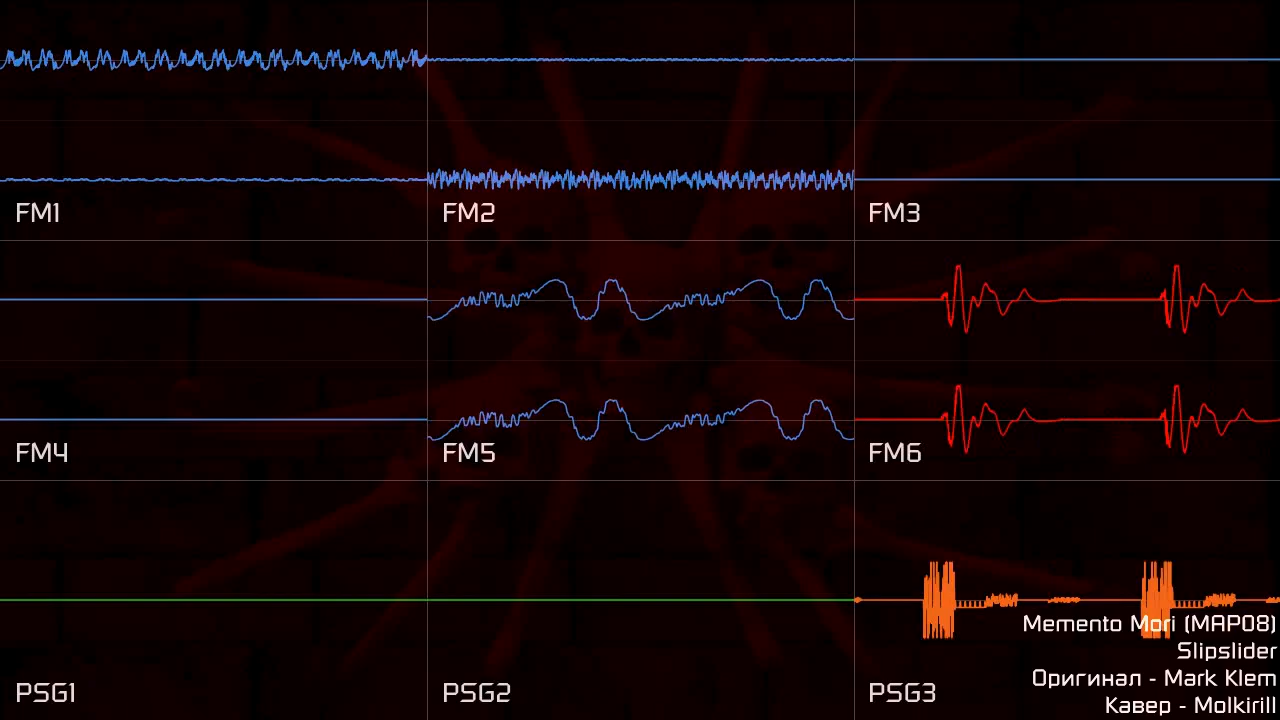 FM1
FM2
FM3
FM4
FM5
FM6
PSG1
PSG2
PSG3
Memento Mori (MAP08)
Slipslider
Оригинал - Mark Klem
Кавер - Molkirill